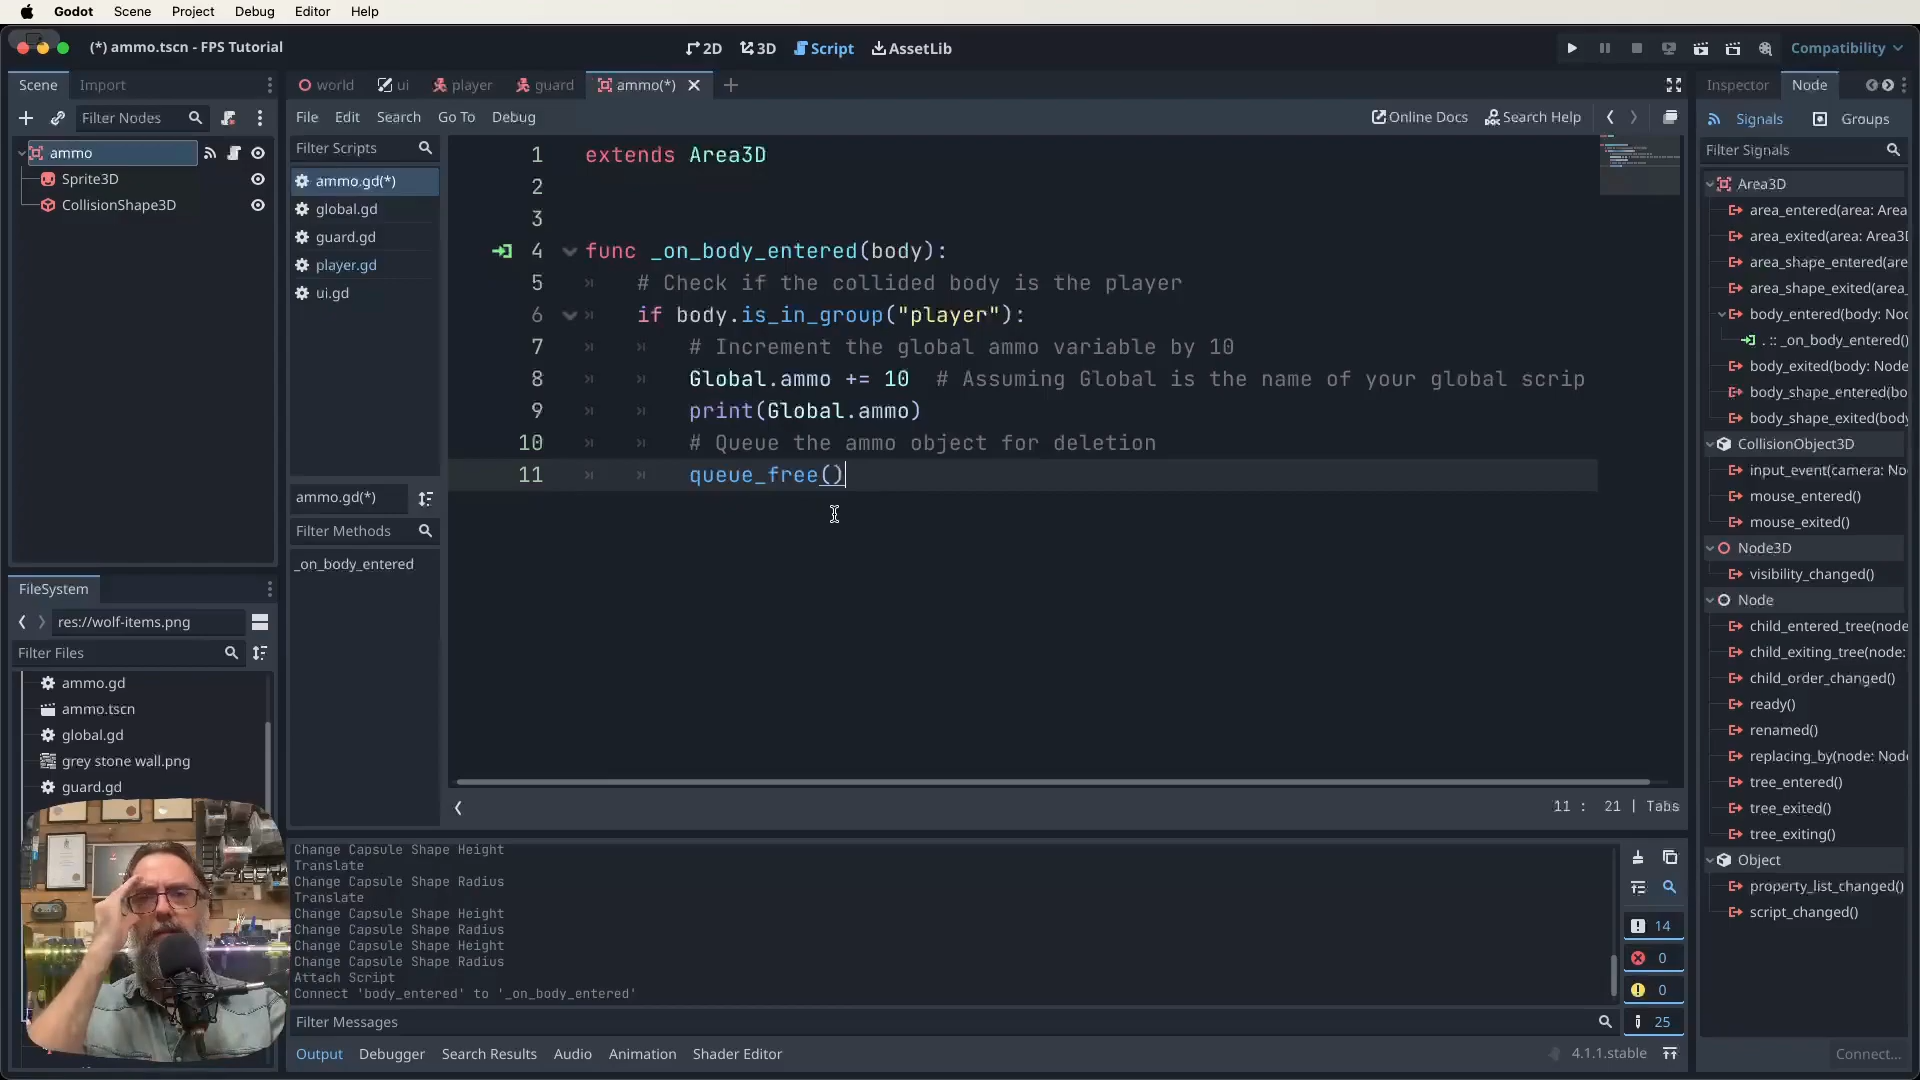 Godot Scene Project Debug Editor Help
(*) ammo.tscn - FPS Tutorial
2D 3D Script AssetLib
Compatibility
Scene Import
Filter Nodes
ammo
Sprite3D
CollisionShape3D
FileSystem
res://wolf-items.png
Filter Files
ammo.gd
ammo.tscn
global.gd
grey stone wall.png
guard.gd
world ui player guard ammo(*)
File Edit Search Go To Debug
Online Docs Search Help
Filter Scripts
ammo.gd(*)
global.gd
guard.gd
player.gd
ui.gd
ammo.gd(*)
Filter Methods
_on_body_entered
1 extends Area3D
2
3
4 func _on_body_entered(body):
5 # Check if the collided body is the player
6 if body.is_in_group("player"):
7 # Increment the global ammo variable by 10
8 Global.ammo += 10 # Assuming Global is the name of your global scrip
9 print(Global.ammo)
10 # Queue the ammo object for deletion
11 queue_free()
11 : 21 | Tabs
Change Capsule Shape Height
Translate
Change Capsule Shape Radius
Translate
Change Capsule Shape Height
Change Capsule Shape Radius
Change Capsule Shape Height
Change Capsule Shape Radius
Attach Script
Connect 'body_entered' to '_on_body_entered'
14
0
0
25
Filter Messages
Output Debugger Search Results Audio Animation Shader Editor
4.1.1.stable
Inspector Node
Signals Groups
Filter Signals
Area3D
area_entered(area: Area
area_exited(area: Area3D
area_shape_entered(are
area_shape_exited(area_
body_entered(body: Nod
. :: _on_body_entered()
body_exited(body: Node
body_shape_entered(bo
body_shape_exited(body
CollisionObject3D
input_event(camera: No
mouse_entered()
mouse_exited()
Node3D
visibility_changed()
Node
child_entered_tree(node
child_exiting_tree(node:
child_order_changed()
ready()
renamed()
replacing_by(node: Node
tree_entered()
tree_exited()
tree_exiting()
Object
property_list_changed()
script_changed()
Connect...